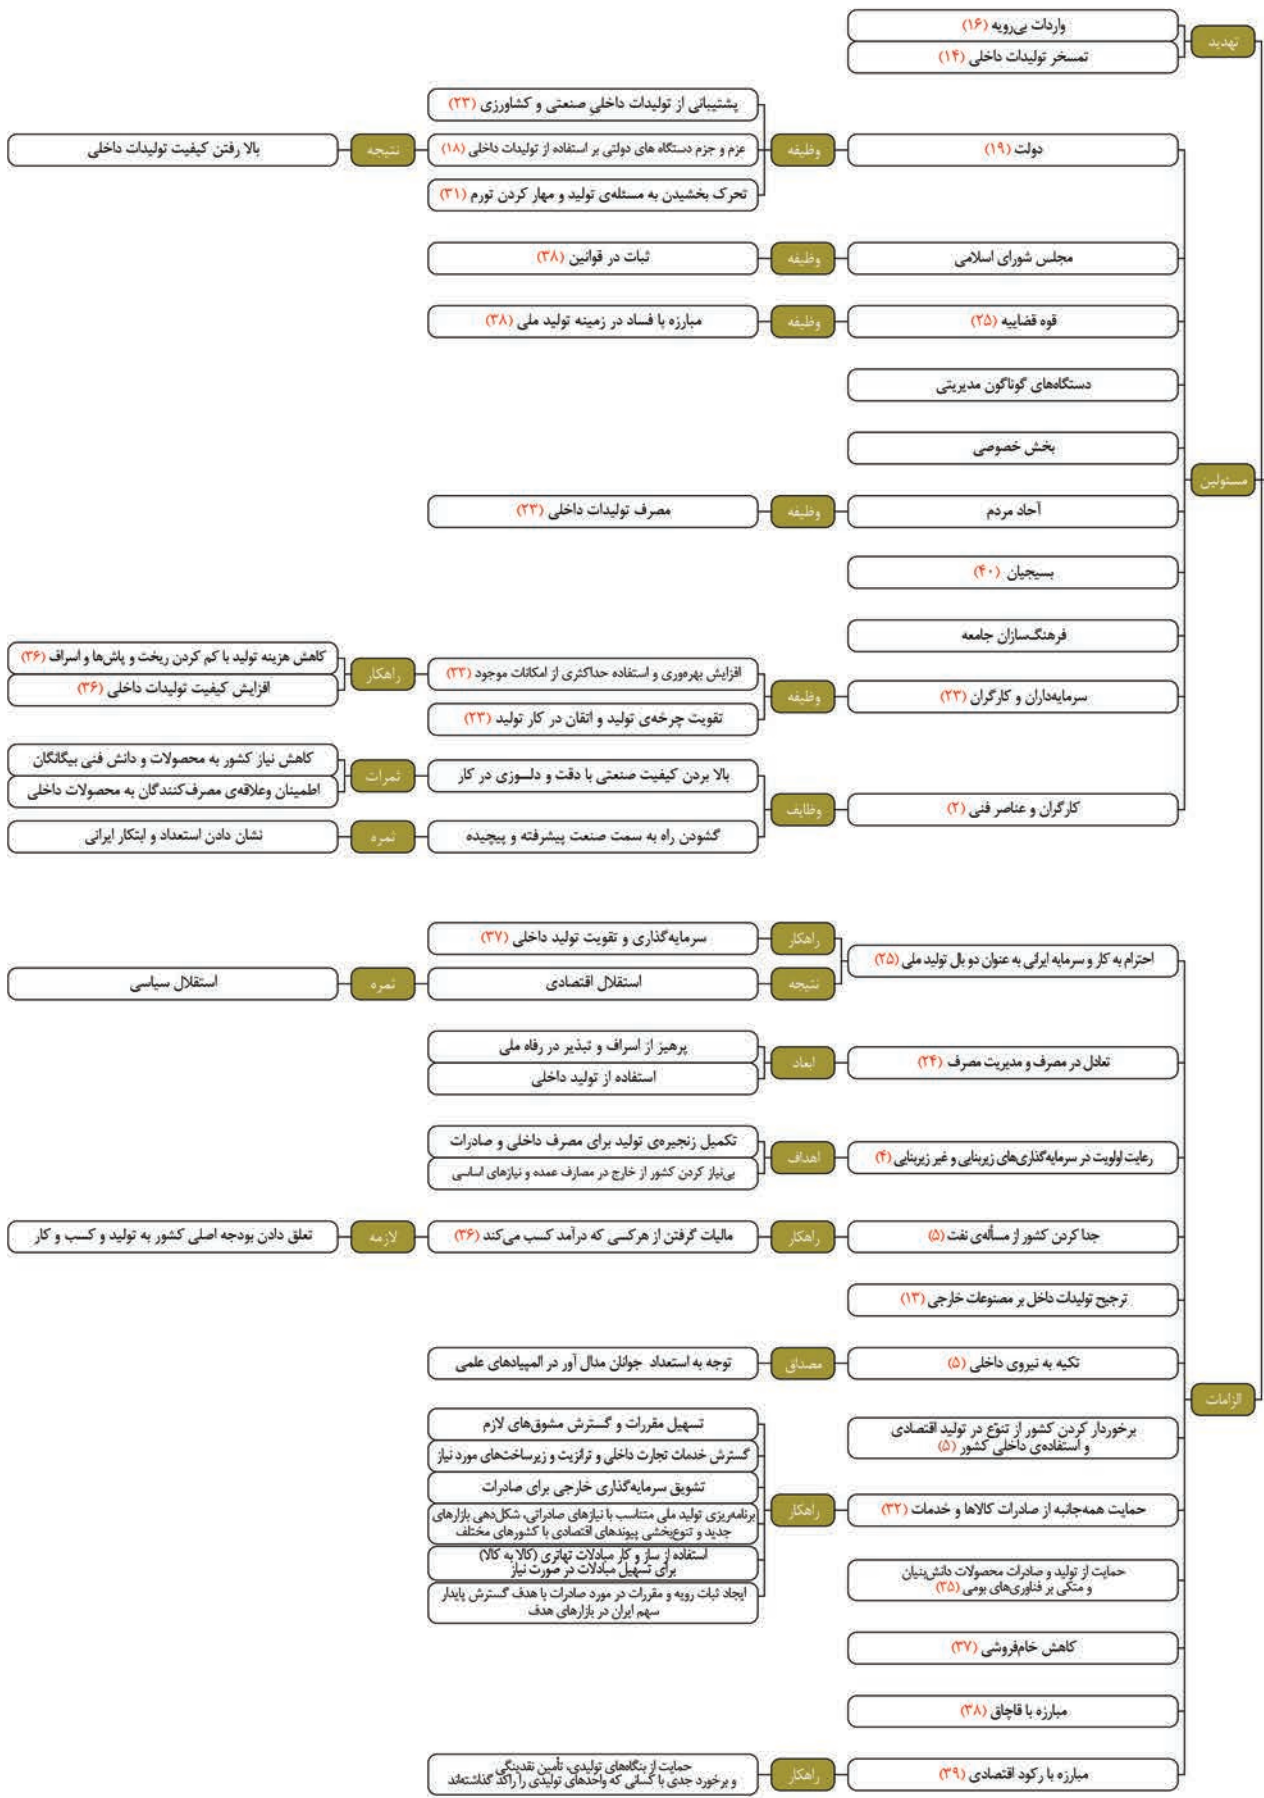 تهدید
واردات بی‌رویه (۱۶)
تمسخر تولیدات داخلی (۱۴)
مسئولین
دولت (۱۹)
وظیفه
پشتیبانی از تولیدات داخلیِ صنعتی و کشاورزی (۲۳)
عزم و جزم دستگاه های دولتی بر استفاده از تولیدات داخلی (۱۸)
نتیجه
بالا رفتن کیفیت تولیدات داخلی
تحرک بخشیدن به مسئله‌ی تولید و مهار کردن تورم (۳۱)
مجلس شورای اسلامی
وظیفه
ثبات در قوانین (۳۸)
قوه قضاییه (۲۵)
وظیفه
مبارزه با فساد در زمینه تولید ملی (۳۸)
دستگاه‌های گوناگون مدیریتی
بخش خصوصی
آحاد مردم
وظیفه
مصرف تولیدات داخلی (۲۳)
بسیجیان (۴۰)
فرهنگ‌سازان جامعه
سرمایه‌داران و کارگران (۲۳)
وظیفه
افزایش بهره‌وری و استفاده حداکثری از امکانات موجود (۲۳)
راهکار
کاهش هزینه تولید با کم کردن ریخت و پاش‌ها و اسراف (۳۶)
افزایش کیفیت تولیدات داخلی (۳۶)
تقویت چرخه‌ی تولید و اتقان در کار تولید (۲۳)
کارگران و عناصر فنی (۲)
وظایف
بالا بردن کیفیت صنعتی با دقت و دلسوزی در کار
ثمرات
کاهش نیاز کشور به محصولات و دانش فنی بیگانگان
اطمینان وعلاقه‌ی مصرف‌کنندگان به محصولات داخلی
گشودن راه به سمت صنعت پیشرفته و پیچیده
ثمره
نشان دادن استعداد و ابتکار ایرانی
الزامات
احترام به کار و سرمایه ایرانی به عنوان دو بال تولید ملی (۲۵)
راهکار
سرمایه‌گذاری و تقویت تولید داخلی (۳۷)
نتیجه
استقلال اقتصادی
ثمره
استقلال سیاسی
تعادل در مصرف و مدیریت مصرف (۲۴)
ابعاد
پرهیز از اسراف و تبذیر در رفاه ملی
استفاده از تولید داخلی
رعایت اولویت در سرمایه‌گذاری‌های زیربنایی و غیر زیربنایی (۴)
اهداف
تکمیل زنجیره‌ی تولید برای مصرف داخلی و صادرات
بی‌نیاز کردن کشور از خارج در مصارف عمده و نیازهای اساسی
جدا کردن کشور از مسأله‌ی نفت (۵)
راهکار
مالیات گرفتن از هرکسی که درآمد کسب می‌کند (۳۶)
لازمه
تعلق دادن بودجه اصلی کشور به تولید و کسب و کار
ترجیح تولیدات داخل بر مصنوعات خارجی (۱۳)
تکیه به نیروی داخلی (۵)
مصداق
توجه به استعداد جوانان مدال آور در المپیادهای علمی
برخوردار کردن کشور از تنوّع در تولید اقتصادی
و استفاده‌ی داخلی کشور (۵)
حمایت همه‌جانبه از صادرات کالاها و خدمات (۳۲)
راهکار
تسهیل مقررات و گسترش مشوق‌های لازم
گسترش خدمات تجارت داخلی و ترانزیت و زیرساخت‌های مورد نیاز
تشویق سرمایه‌گذاری خارجی برای صادرات
برنامه‌ریزی تولید ملی متناسب با نیازهای صادراتی، شکل‌دهی بازارهای
جدید و تنوع‌بخشی پیوندهای اقتصادی با کشورهای مختلف
استفاده از ساز و کار مبادلات تهاتری (کالا به کالا)
برای تسهیل مبادلات در صورت نیاز
ایجاد ثبات رویه و مقررات در مورد صادرات با هدف گسترش پایدار
سهم ایران در بازارهای هدف
حمایت از تولید و صادرات محصولات دانش‌بنیان
و متکی بر فناوری‌های بومی (۳۵)
کاهش خام‌فروشی (۳۷)
مبارزه با قاچاق (۳۸)
مبارزه با رکود اقتصادی (۳۹)
راهکار
حمایت از بنگاه‌های تولیدی، تأمین نقدینگی
و برخورد جدی با کسانی که واحدهای تولیدی را راکد گذاشته‌اند